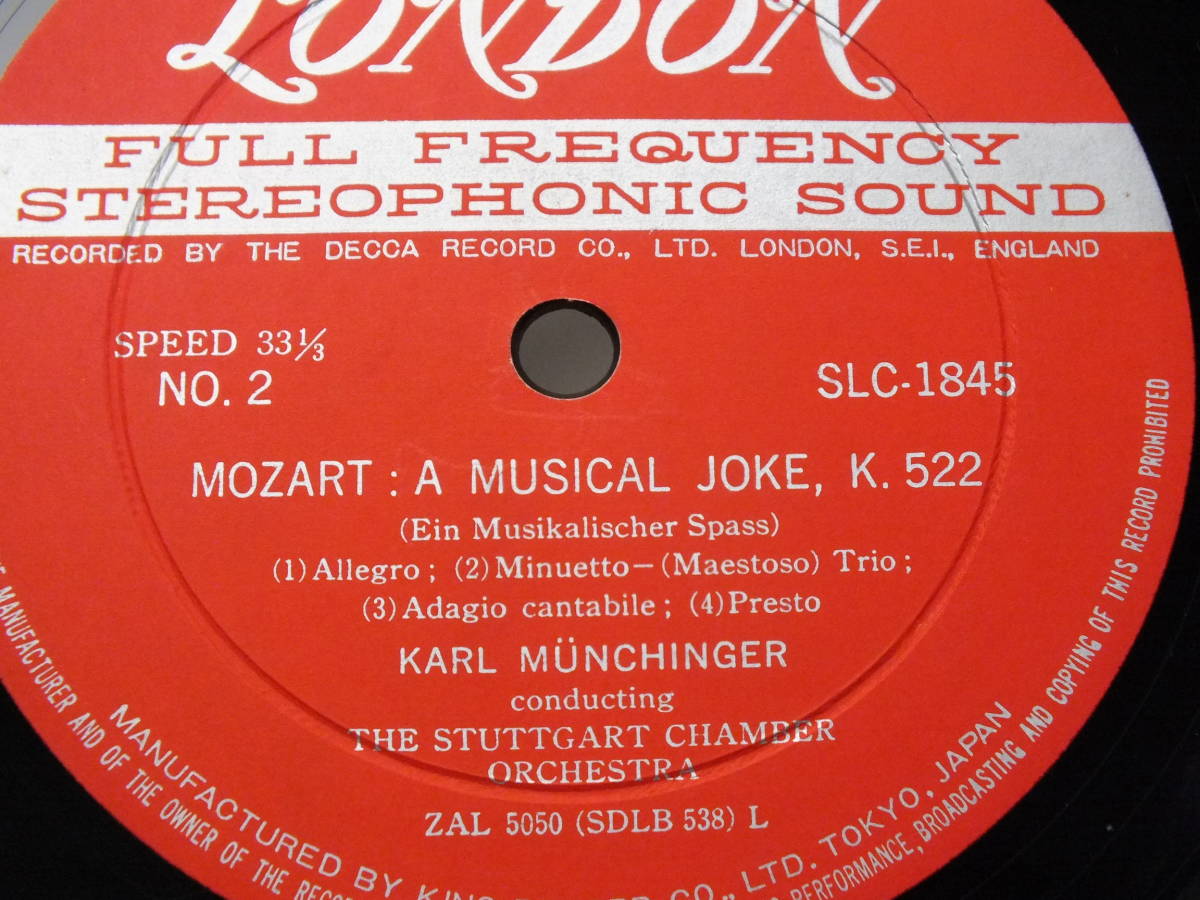 LONDON
FULL FREQUENCY
STEREOPHONIC SOUND
RECORDED BY THE DECCA RECORD CO., LTD. LONDON, S.E.I., ENGLAND
SPEED 33⅓
NO. 2
SLC-1845
MOZART : A MUSICAL JOKE, K. 522
(Ein Musikalischer Spass)
(1) Allegro ; (2) Minuetto — (Maestoso) Trio ;
(3) Adagio cantabile ; (4) Presto
KARL MÜNCHINGER
conducting
THE STUTTGART CHAMBER
ORCHESTRA
ZAL 5050 (SDLB 538) L
MANUFACTURED BY KING CO., LTD. TOKYO, JAPAN
MANUFACTURER AND OF THE OWNER OF THE PERFORMANCE, BROADCASTING AND COPYING OF THIS RECORD PROHIBITED